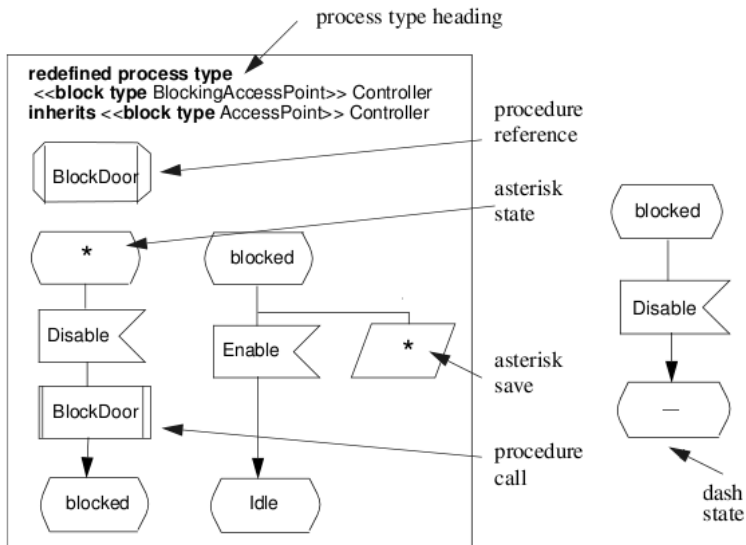 process type heading
redefined process type
<<block type BlockingAccessPoint>> Controller
inherits <<block type AccessPoint>> Controller
procedure
reference
BlockDoor
asterisk
state
*
blocked
blocked
Disable
Enable
*
Disable
asterisk
save
BlockDoor
—
procedure
call
blocked
Idle
dash
state